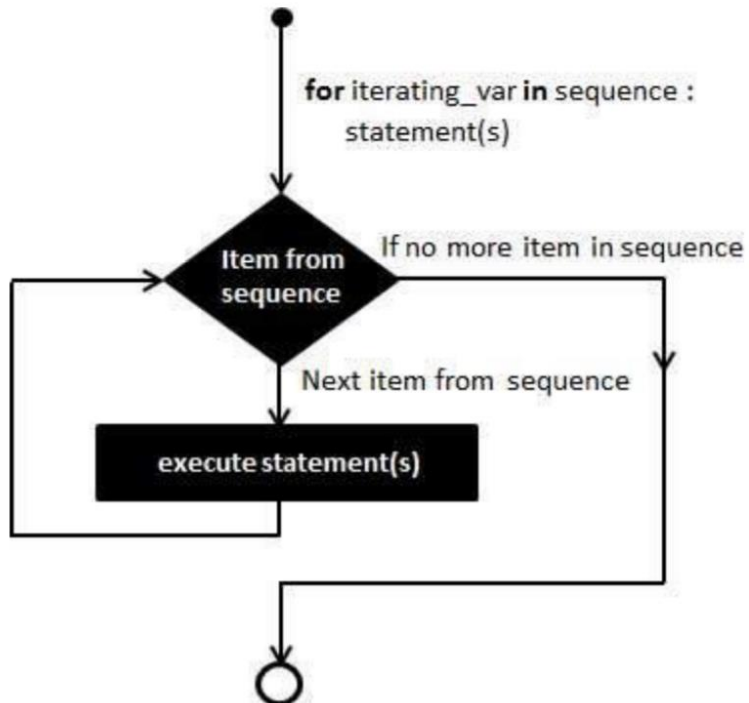 for iterating_var in sequence :
statement(s)
If no more item in sequence
Item from
sequence
Next item from sequence
execute statement(s)